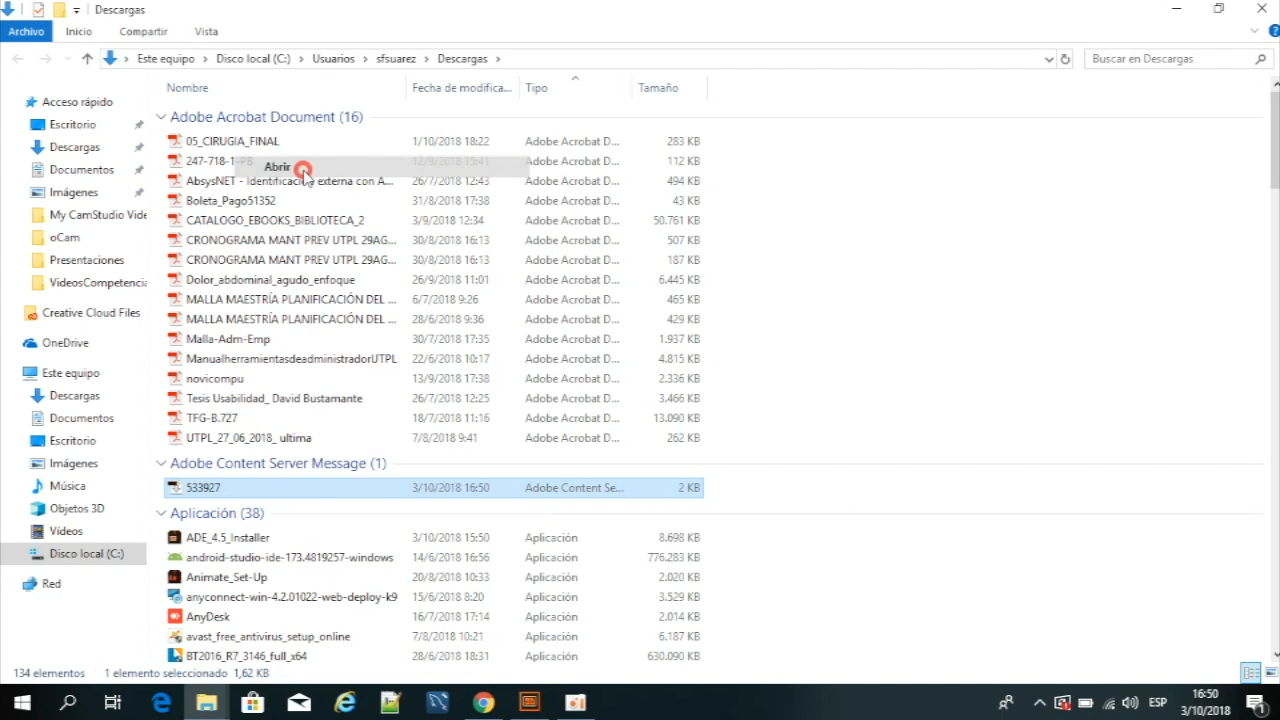 Descargas
Archivo Inicio Compartir Vista
Este equipo > Disco local (C:) > Usuarios > sfsuarez > Descargas >
Buscar en Descargas
Nombre Fecha de modifica... Tipo Tamaño
Acceso rápido
Escritorio
Descargas
Documentos
Imágenes
My CamStudio Vide
oCam
Presentaciones
VideosCompetencia
Creative Cloud Files
OneDrive
Este equipo
Descargas
Documentos
Escritorio
Imágenes
Música
Objetos 3D
Vídeos
Disco local (C:)
Red
Adobe Acrobat Document (16)
05_CIRUGIA_FINAL 1/10/2018 18:22 Adobe Acrobat D... 283 KB
247-718-1-PB 12/9/2018 15:41 Adobe Acrobat D... 112 KB
Abrir
AbsysNET - Identificación externa con A... 26/7/2018 12:43 Adobe Acrobat D... 494 KB
Boleta_Pago51352 31/8/2018 17:38 Adobe Acrobat D... 43 KB
CATALOGO_EBOOKS_BIBLIOTECA_2 3/9/2018 12:34 Adobe Acrobat D... 50.761 KB
CRONOGRAMA MANT PREV UTPL 29AG... 30/8/2018 16:13 Adobe Acrobat D... 507 KB
CRONOGRAMA MANT PREV UTPL 29AG... 30/8/2018 16:13 Adobe Acrobat D... 187 KB
Dolor_abdominal_agudo_enfoque 26/9/2018 11:01 Adobe Acrobat D... 6.445 KB
MALLA MAESTRÍA PLANIFICACIÓN DEL ... 6/7/2018 9:26 Adobe Acrobat D... 465 KB
MALLA MAESTRÍA PLANIFICACIÓN DEL ... 28/6/2018 9:36 Adobe Acrobat D... 429 KB
Malla-Adm-Emp 30/7/2018 17:35 Adobe Acrobat D... 1.937 KB
ManualherramientasdeadministradorUTPL 22/6/2018 10:17 Adobe Acrobat D... 4.815 KB
novicompu 13/9/2018 17:38 Adobe Acrobat D... 2.336 KB
Tesis Usabilidad_ David Bustamante 26/7/2018 12:25 Adobe Acrobat D... 3.466 KB
TFG-B.727 18/7/2018 11:16 Adobe Acrobat D... 13.090 KB
UTPL_27_06_2018_ ultima 7/8/2018 9:41 Adobe Acrobat D... 262 KB
Adobe Content Server Message (1)
533927 3/10/2018 16:50 Adobe Content Se... 2 KB
Aplicación (38)
ADE_4.5_Installer 3/10/2018 15:50 Aplicación 8.698 KB
android-studio-ide-173.4819257-windows 14/6/2018 16:56 Aplicación 776.283 KB
Animate_Set-Up 20/8/2018 10:33 Aplicación 2.020 KB
anyconnect-win-4.2.01022-web-deploy-k9 15/6/2018 8:20 Aplicación 3.529 KB
AnyDesk 16/7/2018 17:14 Aplicación 2.014 KB
avast_free_antivirus_setup_online 7/8/2018 10:21 Aplicación 6.187 KB
BT2016_R7_3146_full_x64 28/6/2018 18:31 Aplicación 630.090 KB
134 elementos 1 elemento seleccionado 1,62 KB
ESP
16:50
3/10/2018